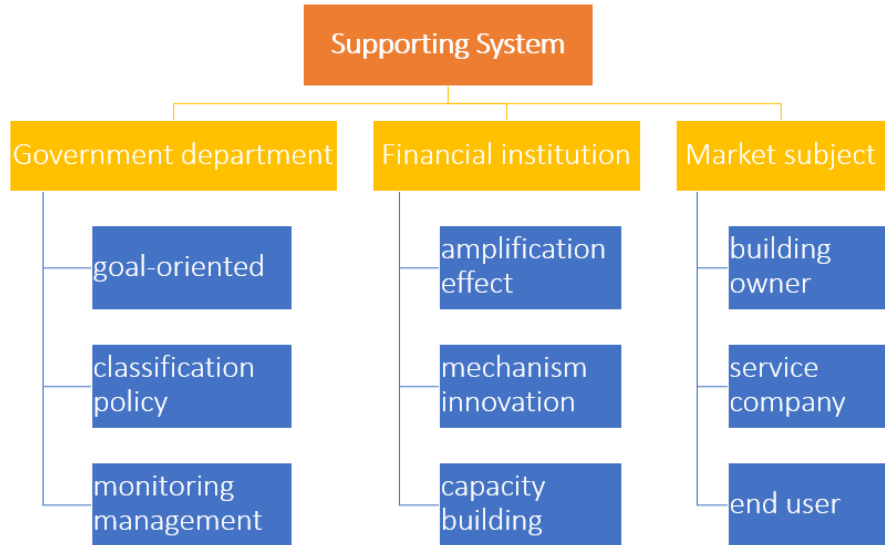 Supporting System
Government department
Financial institution
Market subject
goal-oriented
classification
policy
monitoring
management
amplification
effect
mechanism
innovation
capacity
building
building
owner
service
company
end user